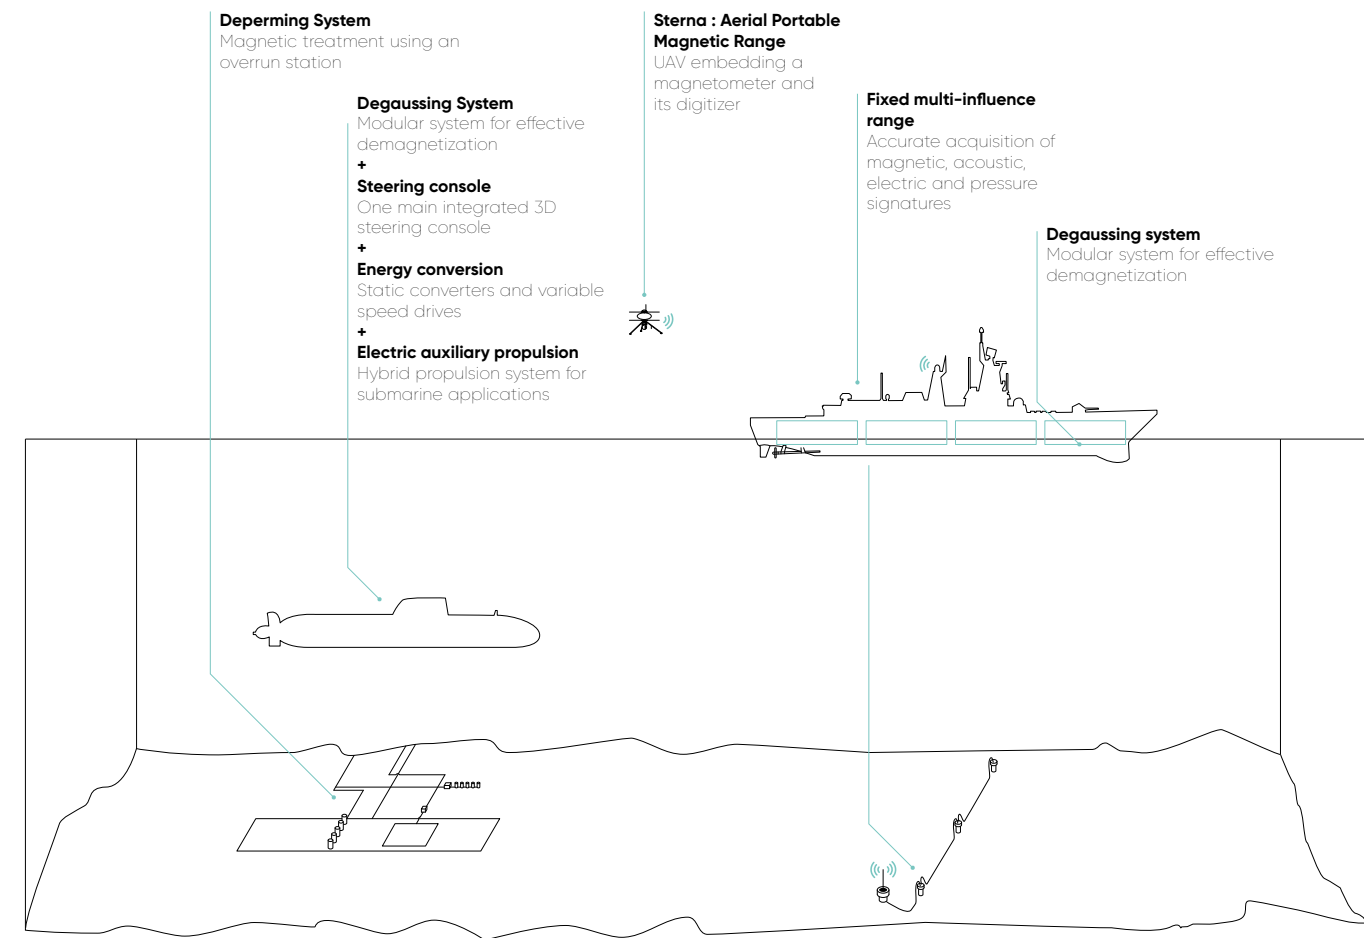 Deperming System
Magnetic treatment using an
overrun station
Degaussing System
Modular system for effective
demagnetization
+
Steering console
One main integrated 3D
steering console
+
Energy conversion
Static converters and variable
speed drives
+
Electric auxiliary propulsion
Hybrid propulsion system for
submarine applications
Sterna : Aerial Portable
Magnetic Range
UAV embedding a
magnetometer and
its digitizer
Fixed multi-influence
range
Accurate acquisition of
magnetic, acoustic,
electric and pressure
signatures
Degaussing system
Modular system for effective
demagnetization